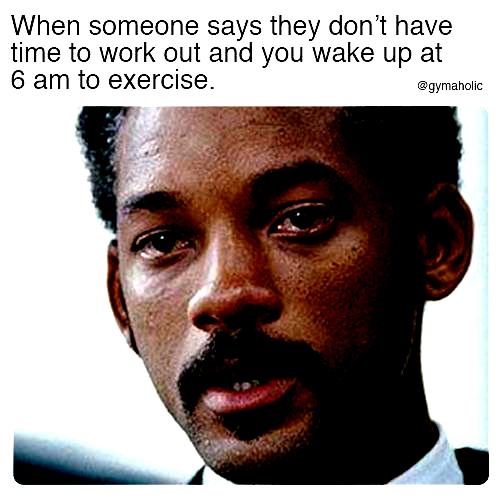 When someone says they don’t have
time to work out and you wake up at
6 am to exercise.
@gymaholic